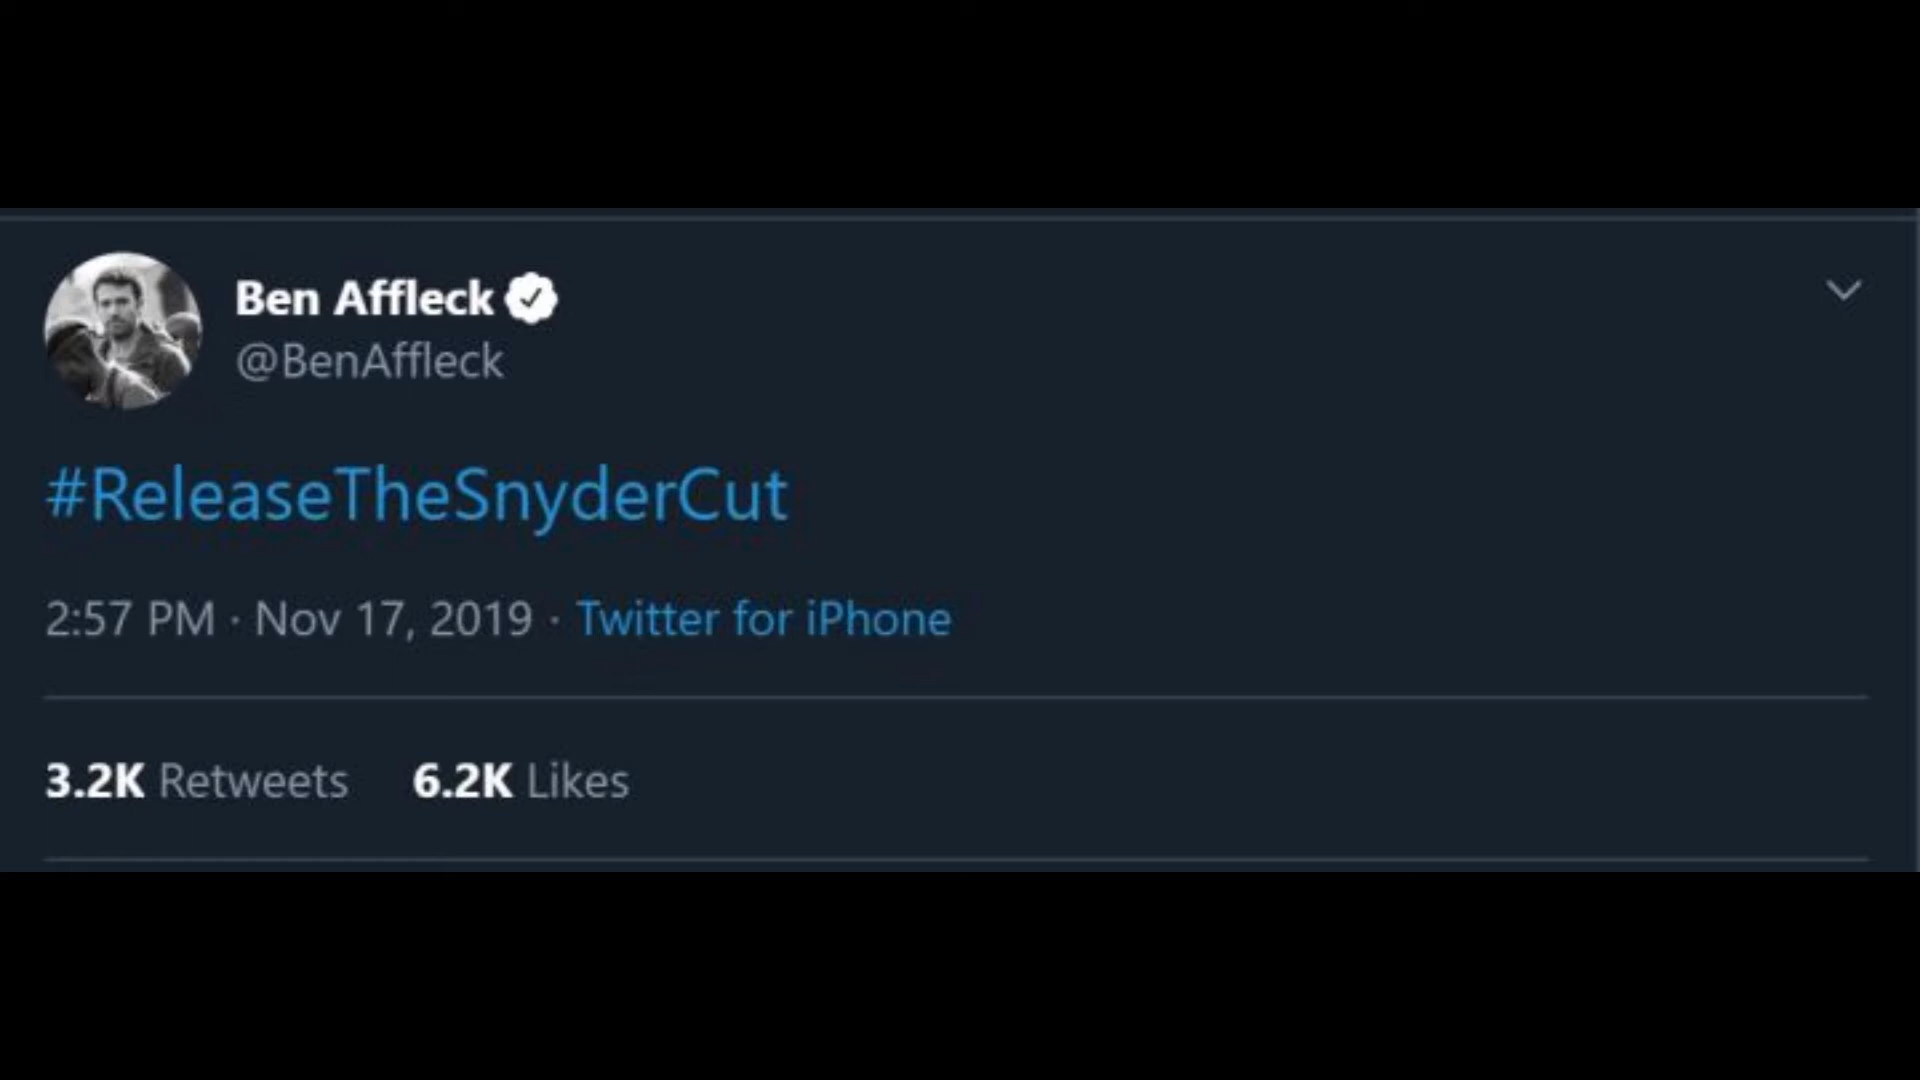 Ben Affleck
@BenAffleck
#ReleaseTheSnyderCut
2:57 PM · Nov 17, 2019 · Twitter for iPhone
3.2K Retweets 6.2K Likes